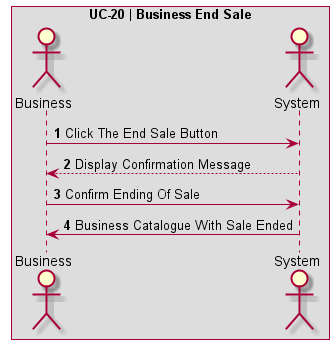 UC-20 | Business End Sale
Business System
1 Click The End Sale Button
2 Display Confirmation Message
3 Confirm Ending Of Sale
4 Business Catalogue With Sale Ended
Business System